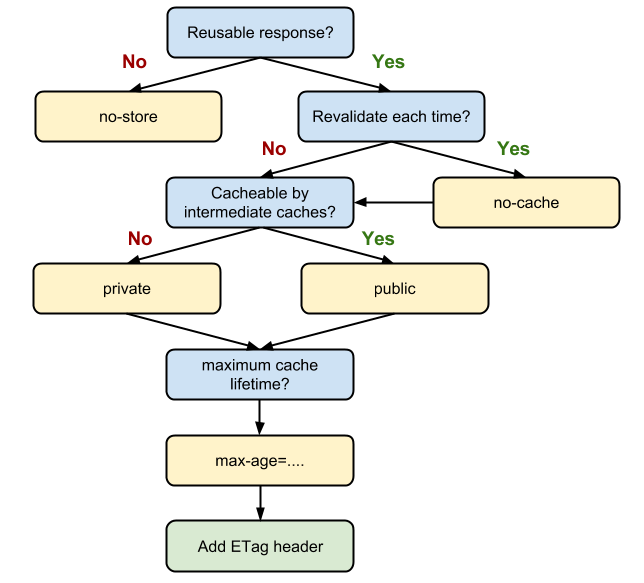 Reusable response?
No
Yes
no-store
Revalidate each time?
No
Yes
Cacheable by
intermediate caches?
no-cache
No
Yes
private
public
maximum cache
lifetime?
max-age=....
Add ETag header